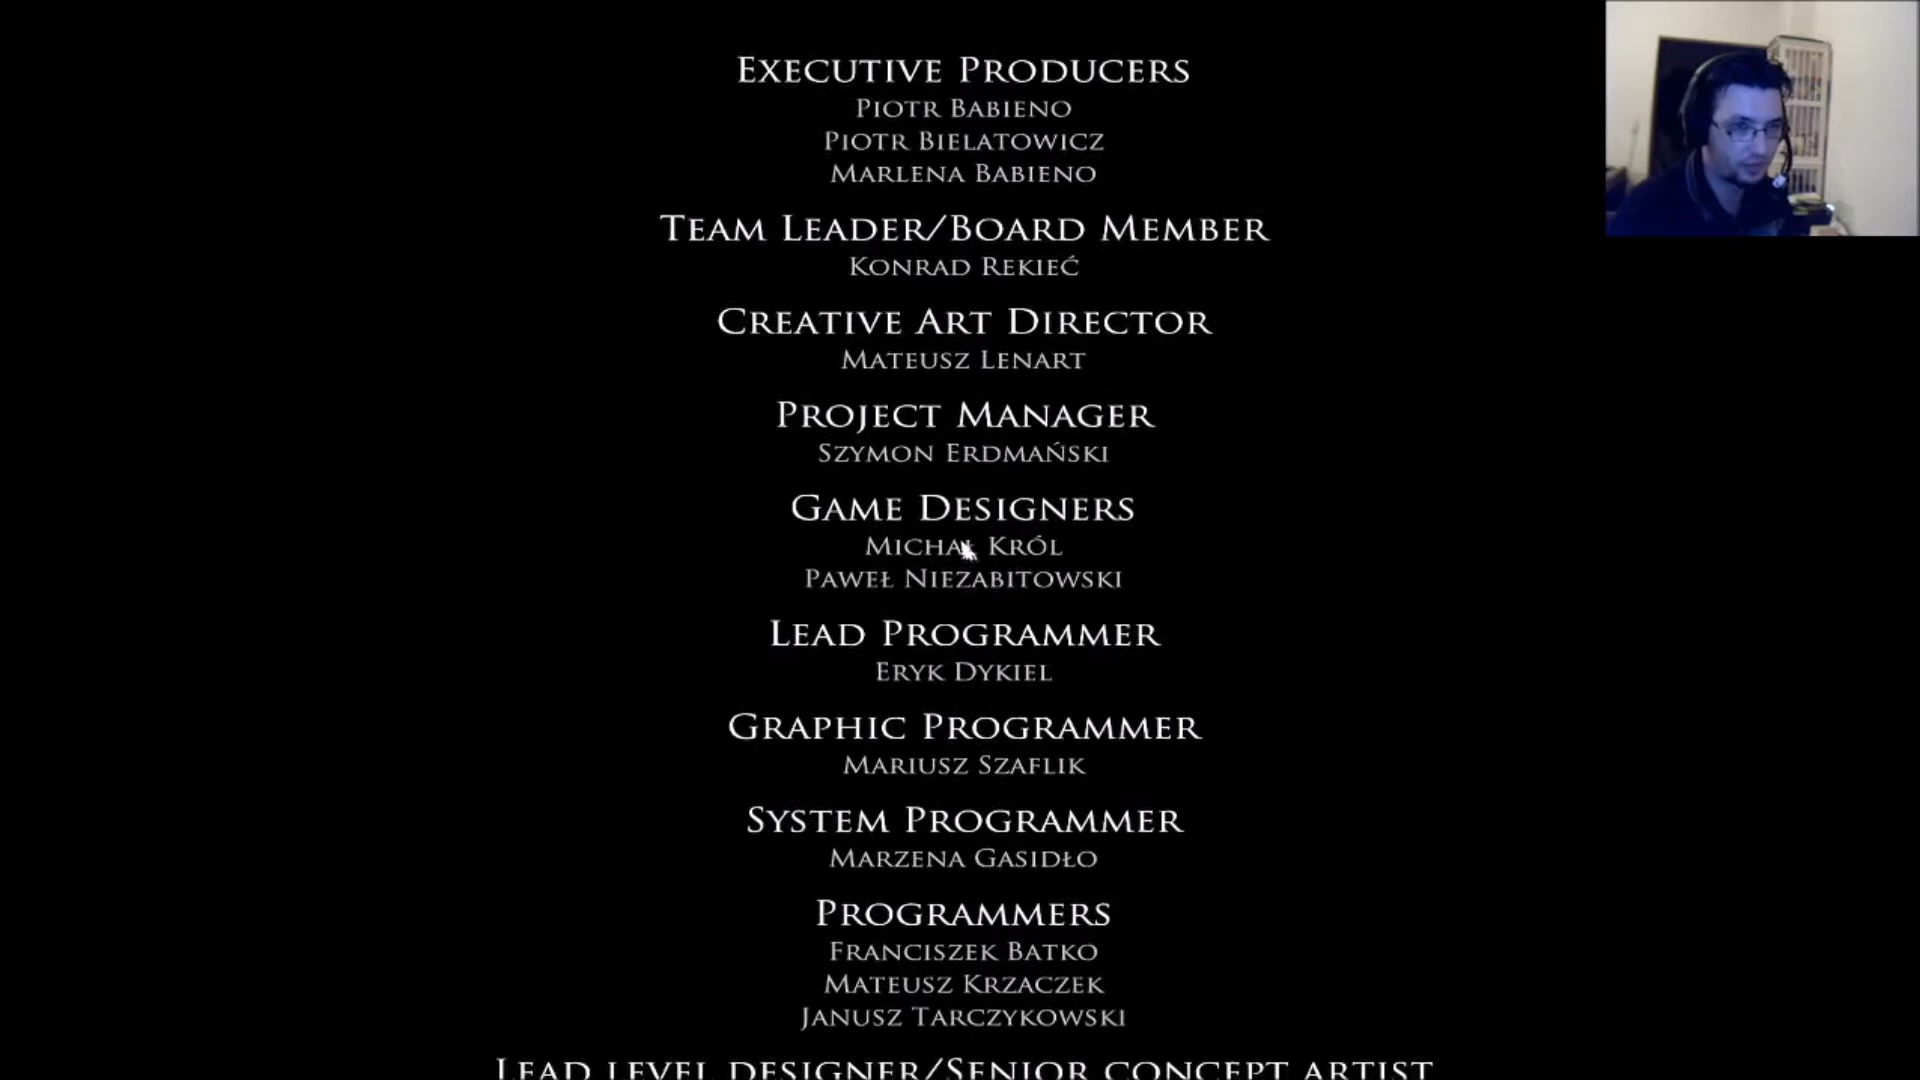 Executive Producers
Piotr Babieno
Piotr Bielatowicz
Marlena Babieno
Team Leader/Board Member
Konrad Rekieć
Creative Art Director
Mateusz Lenart
Project Manager
Szymon Erdmański
Game Designers
Michał Król
Paweł Niezabitowski
Lead Programmer
Eryk Dykiel
Graphic Programmer
Mariusz Szaflik
System Programmer
Marzena Gasidło
Programmers
Franciszek Batko
Mateusz Krzaczek
Janusz Tarczykowski
Lead level designer/Senior concept artist